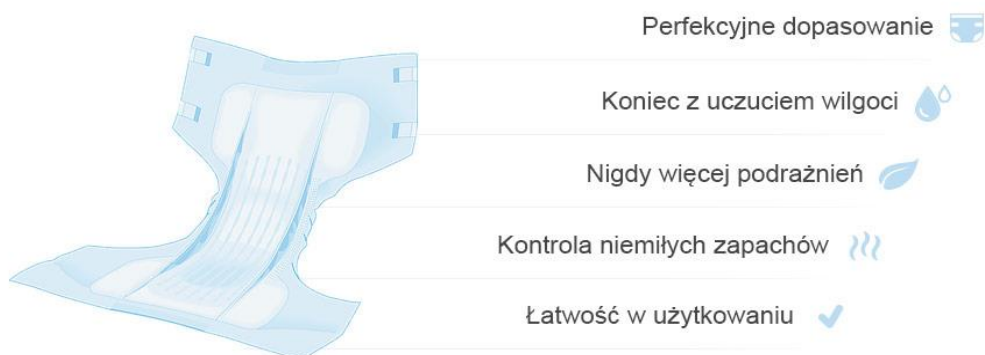 Perfekcyjne dopasowanie
Koniec z uczuciem wilgoci
Nigdy więcej podrażnień
Kontrola niemiłych zapachów
Łatwość w użytkowaniu